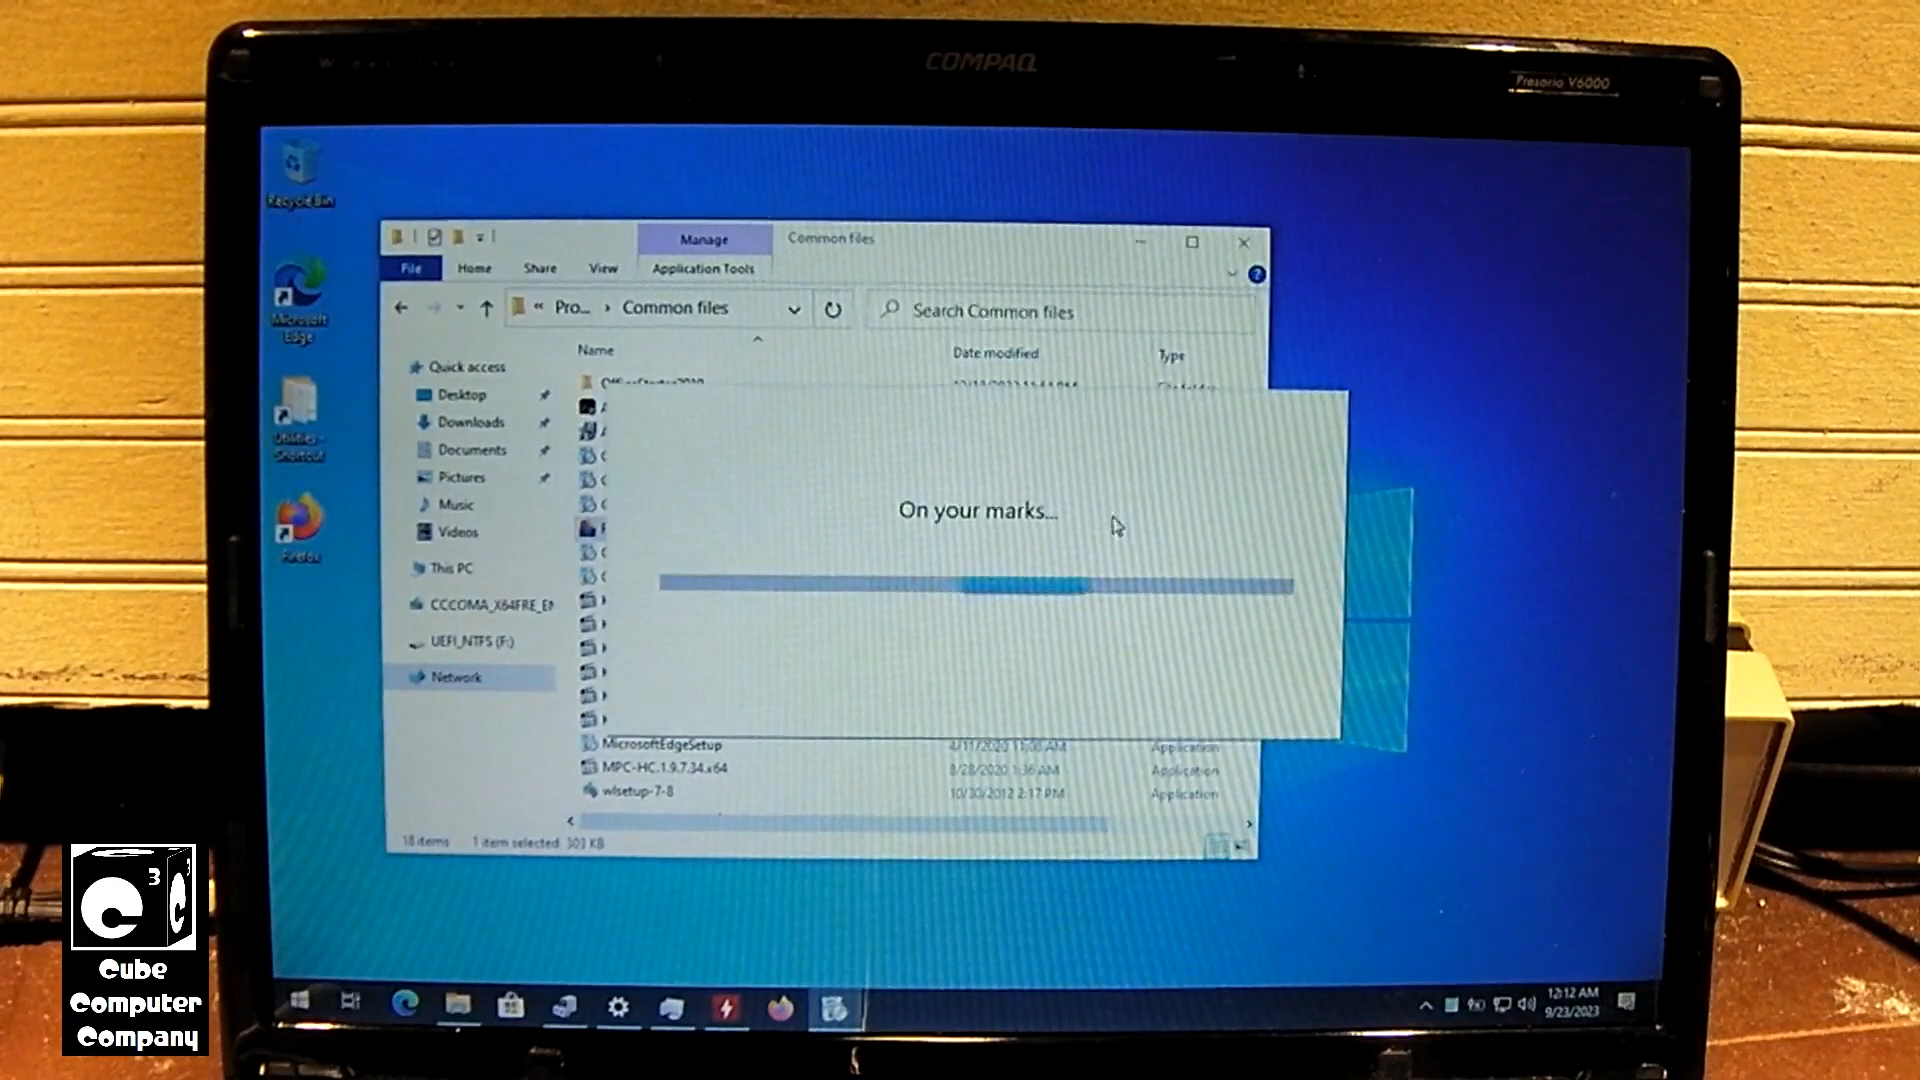 COMPAQ
Presario V6000
Recycle Bin
Microsoft Edge
Utilities - Shortcut
Firefox
Manage
Common files
File
Home
Share
View
Application Tools
« Pro... › Common files
Search Common files
Name
Date modified
Type
Quick access
Desktop
Downloads
Documents
Pictures
Music
Videos
This PC
CCCOMA_X64FRE_EN
UEFI_NTFS (F:)
Network
On your marks...
MicrosoftEdgeSetup
4/11/2020 11:00 AM
Application
MPC-HC.1.9.7.34.x64
8/28/2020 1:36 AM
Application
wlsetup-7-8
10/30/2012 2:17 PM
Application
18 items
1 item selected 303 KB
12:12 AM
9/23/2023
C3
Cube
Computer
Company